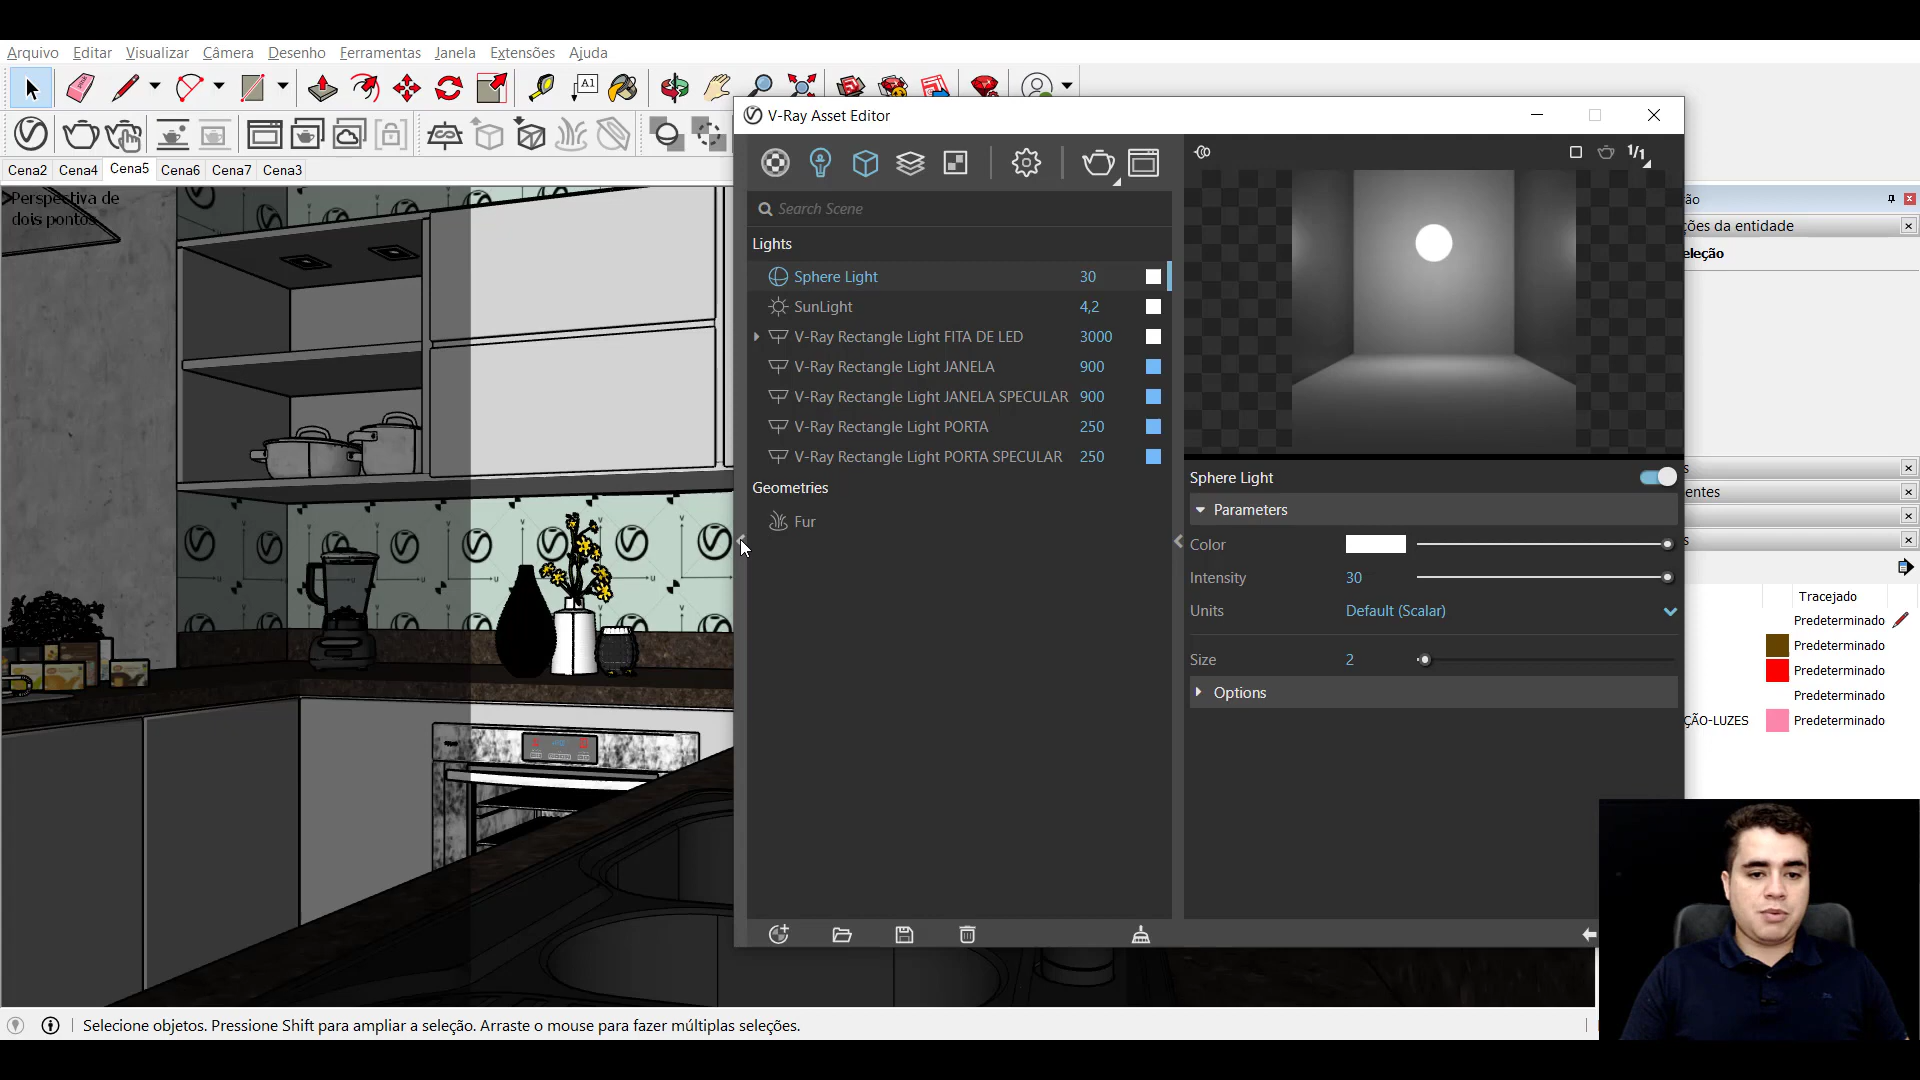 Arquivo Editar Visualizar Câmera Desenho Ferramentas Janela Extensões Ajuda
A1
V-Ray Asset Editor
Cena2 Cena4 Cena5 Cena6 Cena7 Cena3
Perspectiva de
dois pontos
1/1
Search Scene
Lights
Sphere Light 30
SunLight 4,2
V-Ray Rectangle Light FITA DE LED 3000
V-Ray Rectangle Light JANELA 900
V-Ray Rectangle Light JANELA SPECULAR 900
V-Ray Rectangle Light PORTA 250
V-Ray Rectangle Light PORTA SPECULAR 250
Geometries
Fur
Sphere Light
Parameters
Color
Intensity 30
Units Default (Scalar)
Size 2
Options
ão
ções da entidade
eleção
s
entes
s
Tracejado
Predeterminado
Predeterminado
Predeterminado
Predeterminado
ÇÃO-LUZES Predeterminado
Selecione objetos. Pressione Shift para ampliar a seleção. Arraste o mouse para fazer múltiplas seleções.